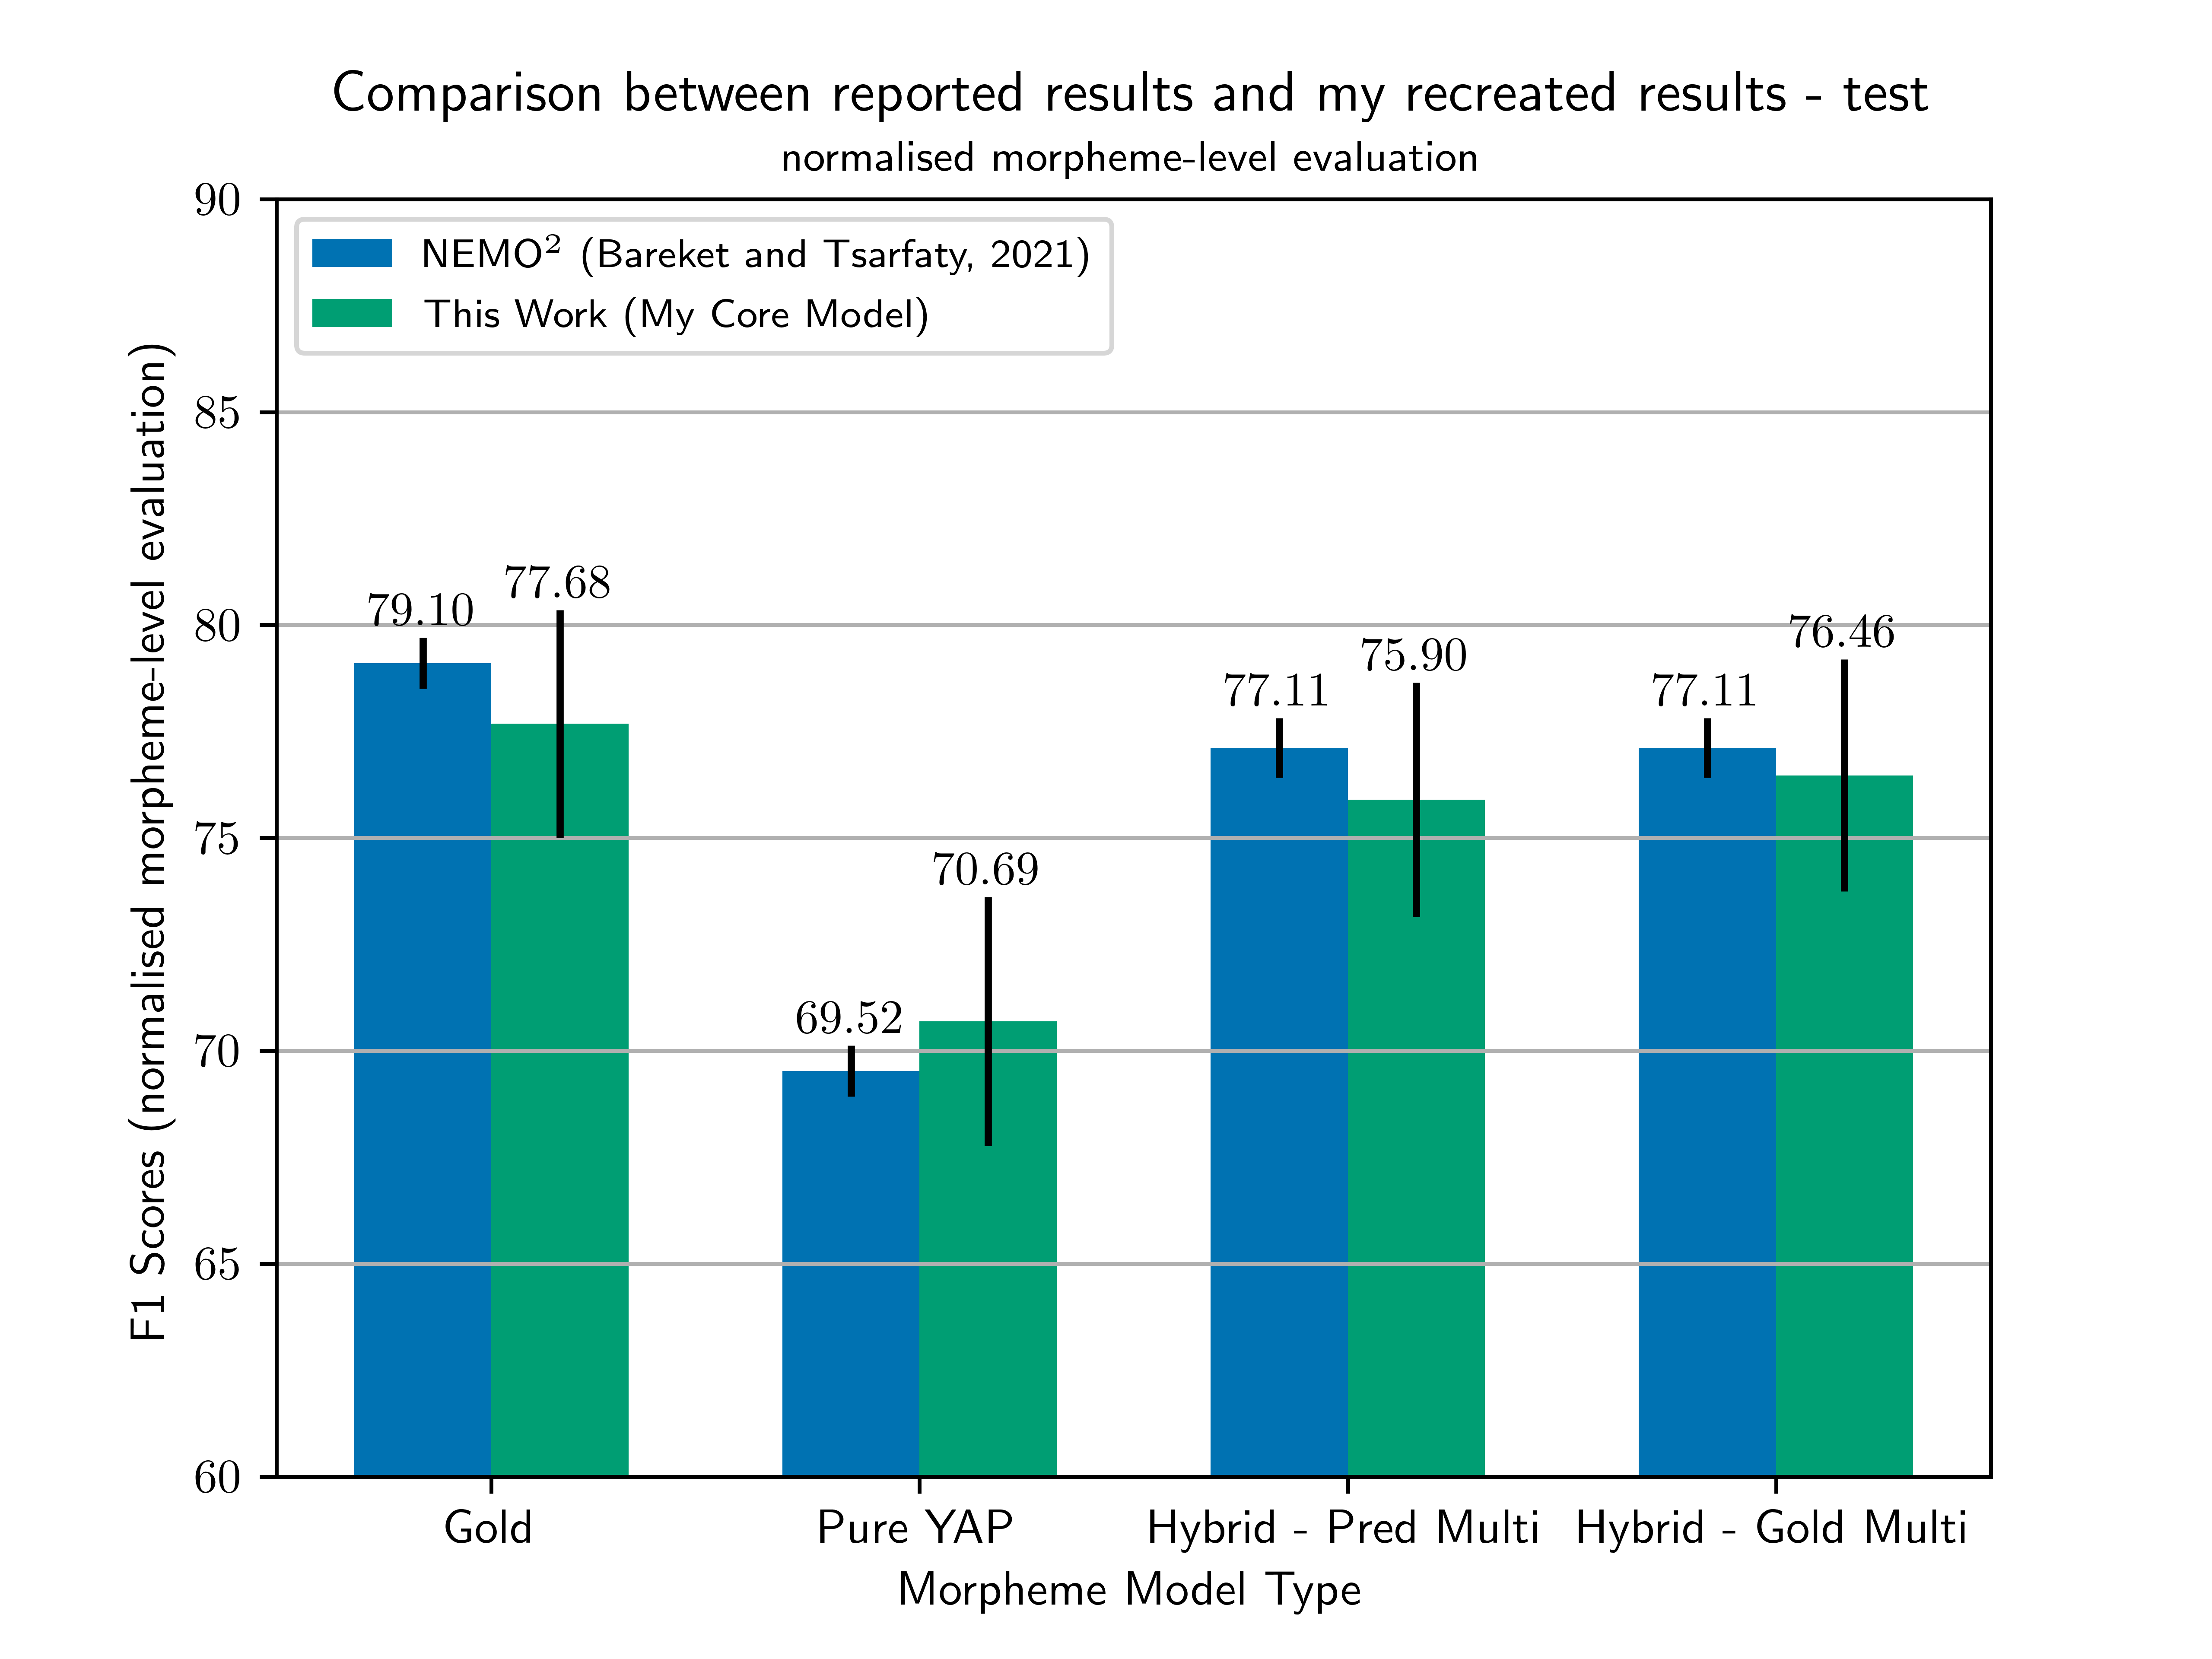 Comparison between reported results and my recreated results - test
normalised morpheme-level evaluation
NEMO² (Bareket and Tsarfaty, 2021)
This Work (My Core Model)
F1 Scores (normalised morpheme-level evaluation)
90
85
80
75
70
65
60
79.10
77.68
69.52
70.69
77.11
75.90
77.11
76.46
Gold
Pure YAP
Hybrid - Pred Multi
Hybrid - Gold Multi
Morpheme Model Type